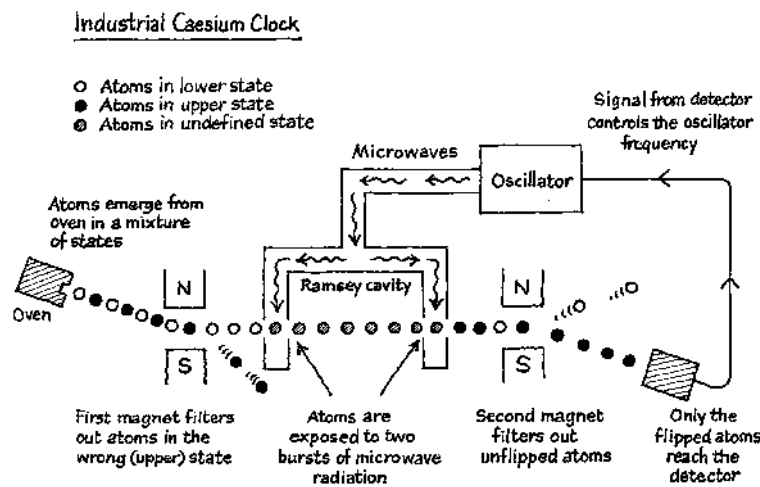 Industrial Caesium Clock
Atoms in lower state
Atoms in upper state
Atoms in undefined state
Signal from detector
controls the oscillator
frequency
Microwaves
Oscillator
Atoms emerge from
oven in a mixture
of states
N
Ramsey cavity
N
Oven
S
S
First magnet filters
out atoms in the
wrong (upper) state
Atoms are
exposed to two
bursts of microwave
radiation
Second magnet
filters out
unflipped atoms
Only the
flipped atoms
reach the
detector